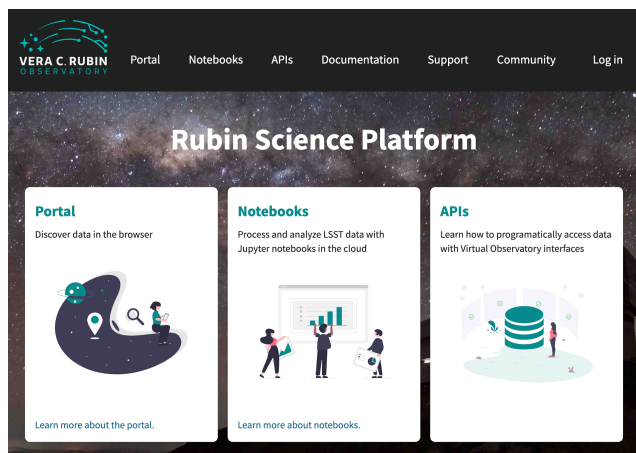 VERA C. RUBIN
OBSERVATORY
Portal
Notebooks
APIs
Documentation
Support
Community
Log in
Rubin Science Platform
Portal
Discover data in the browser
Learn more about the portal.
Notebooks
Process and analyze LSST data with
Jupyter notebooks in the cloud
Learn more about notebooks.
APIs
Learn how to programatically access data
with Virtual Observatory interfaces